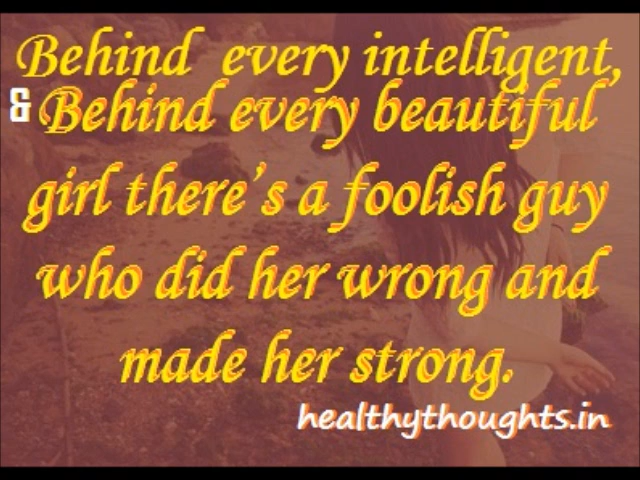 Behind every intelligent,
& Behind every beautiful
girl there's a foolish guy
who did her wrong and
made her strong.
healthythoughts.in